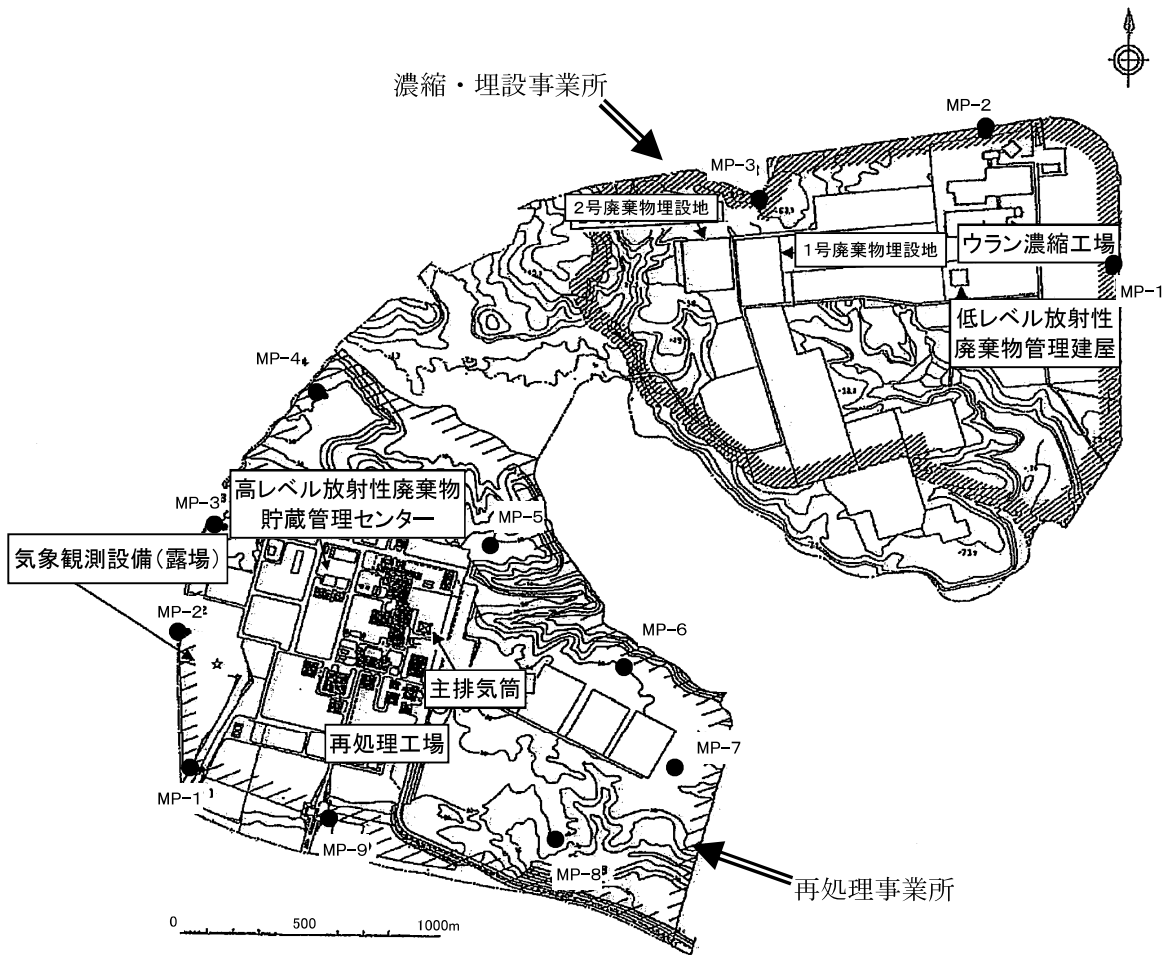 濃縮・埋設事業所
MP-2
MP-3
2号廃棄物埋設地
1号廃棄物埋設地
ウラン濃縮工場
MP-1
低レベル放射性
廃棄物管理建屋
MP-4
高レベル放射性廃棄物
貯蔵管理センター
MP-3
MP-5
気象観測設備(露場)
MP-2
MP-6
主排気筒
再処理工場
MP-7
MP-1
MP-9
MP-8
再処理事業所
0 500 1000m